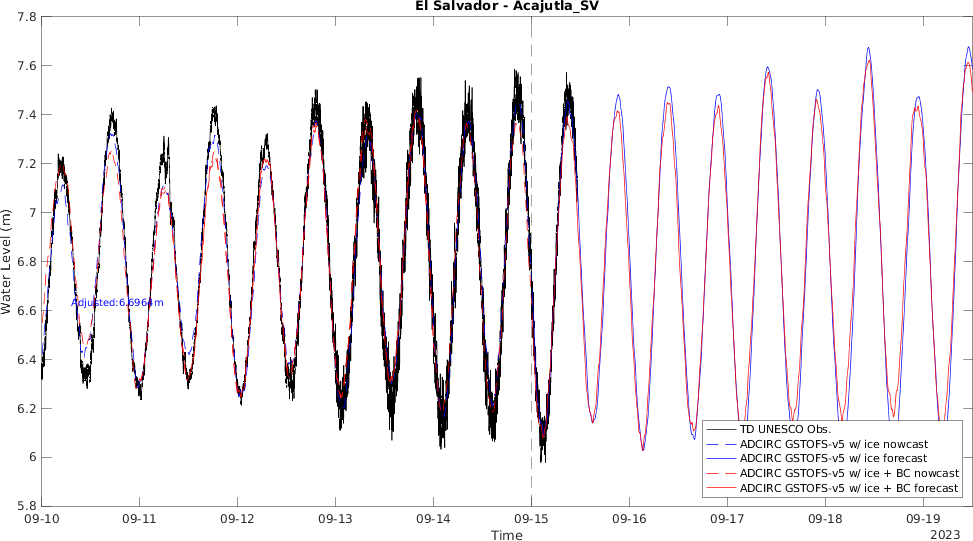 El Salvador - Acajutla_SV
Water Level (m)
7.8
7.6
7.4
7.2
7
6.8
6.6
6.4
6.2
6
5.8
Adjusted:6.6964m
TD UNESCO Obs.
ADCIRC GSTOFS-v5 w/ ice nowcast
ADCIRC GSTOFS-v5 w/ ice forecast
ADCIRC GSTOFS-v5 w/ ice + BC nowcast
ADCIRC GSTOFS-v5 w/ ice + BC forecast
09-10 09-11 09-12 09-13 09-14 09-15 09-16 09-17 09-18 09-19
Time
2023